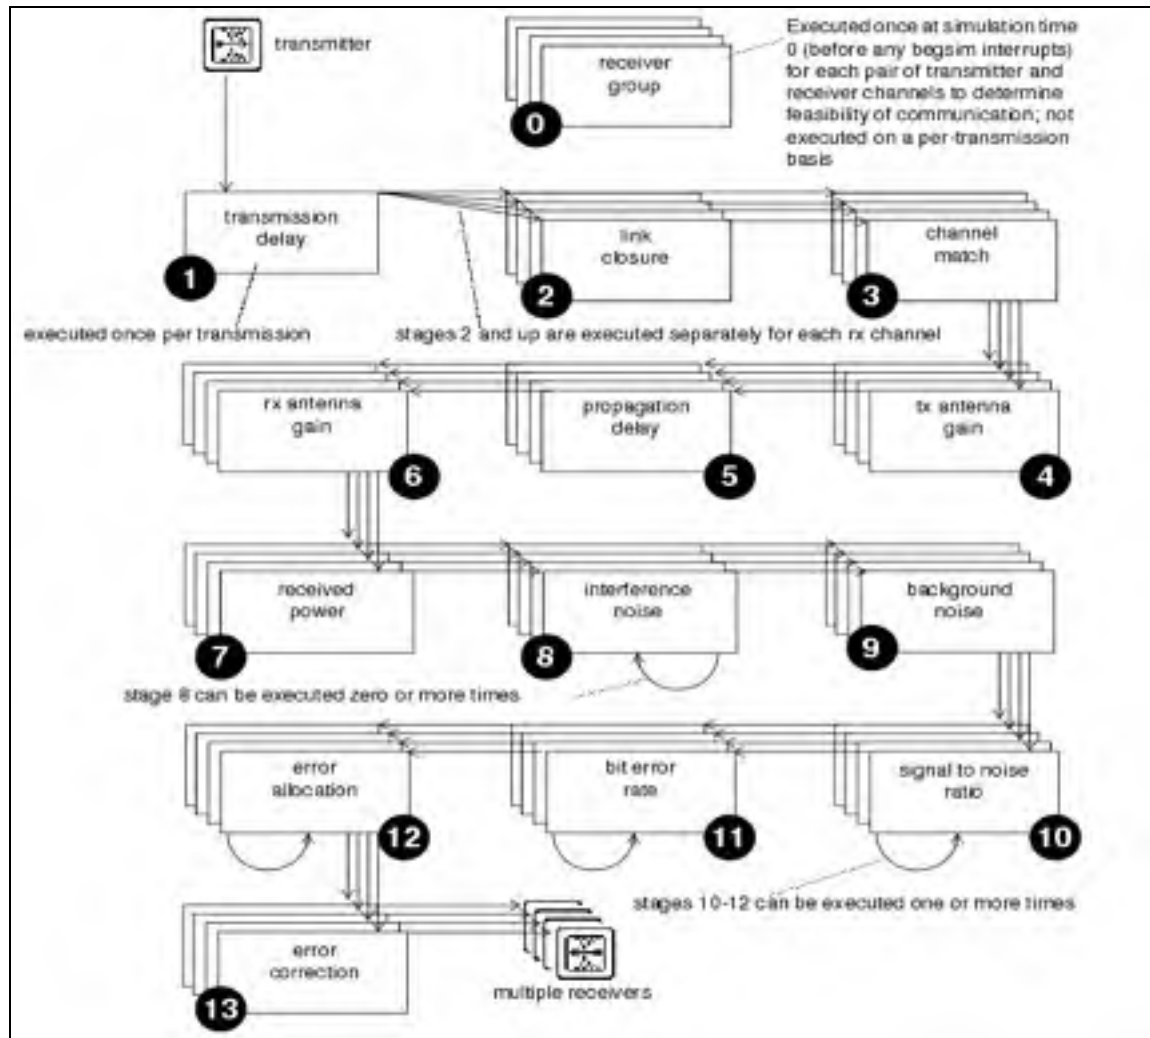 transmitter
receiver
group
0
Executed once at simulation time
0 (before any begsim interrupts)
for each pair of transmitter and
receiver channels to determine
feasibility of communication; not
executed on a per-transmission
basis
transmission
delay
1
link
closure
2
channel
match
3
executed once per transmission
stages 2 and up are executed separately for each rx channel
rx antenna
gain
6
propagation
delay
5
tx antenna
gain
4
received
power
7
interference
noise
8
background
noise
9
stage 8 can be executed zero or more times
error
allocation
12
bit error
rate
11
signal to noise
ratio
10
stages 10-12 can be executed one or more times
error
correction
13
multiple receivers